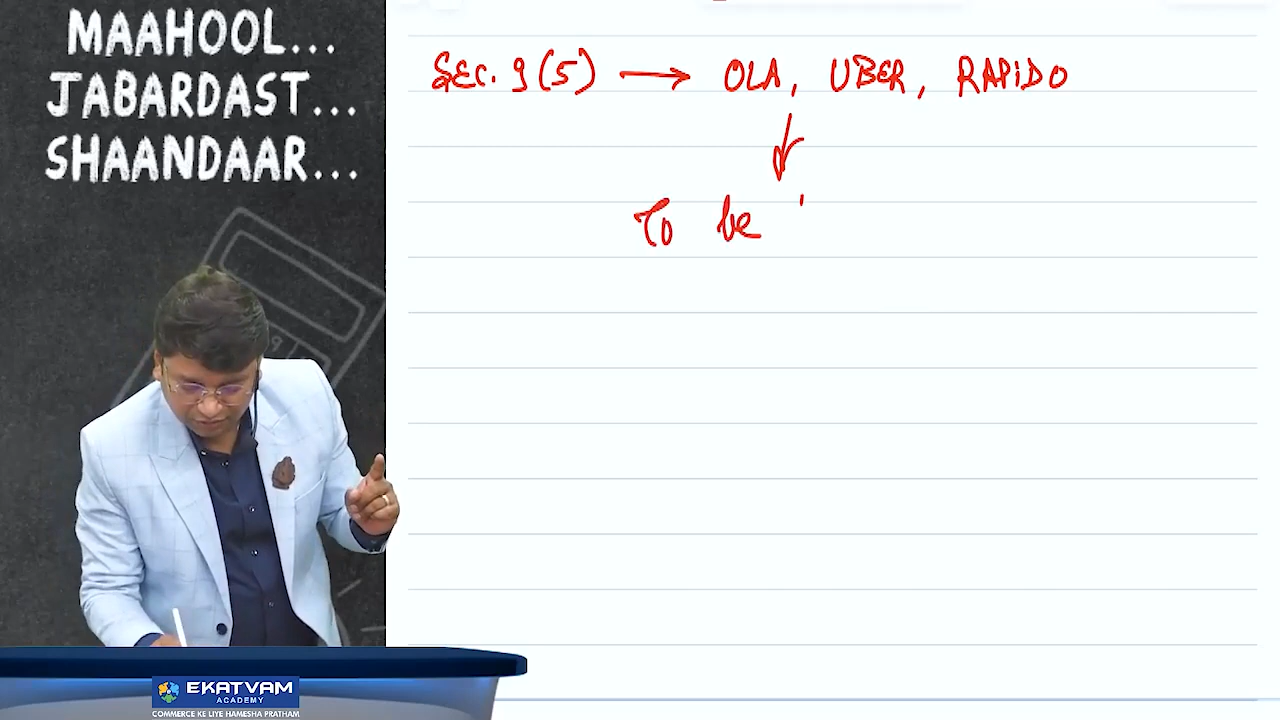 MAAHOOL...
JABARDAST...
SHAANDAAR...
SEC. 9(5) → OLA, UBER, RAPIDO
↓
To be
EKATVAM
ACADEMY
COMMERCE KE LIYE HAMESHA PRATHAM